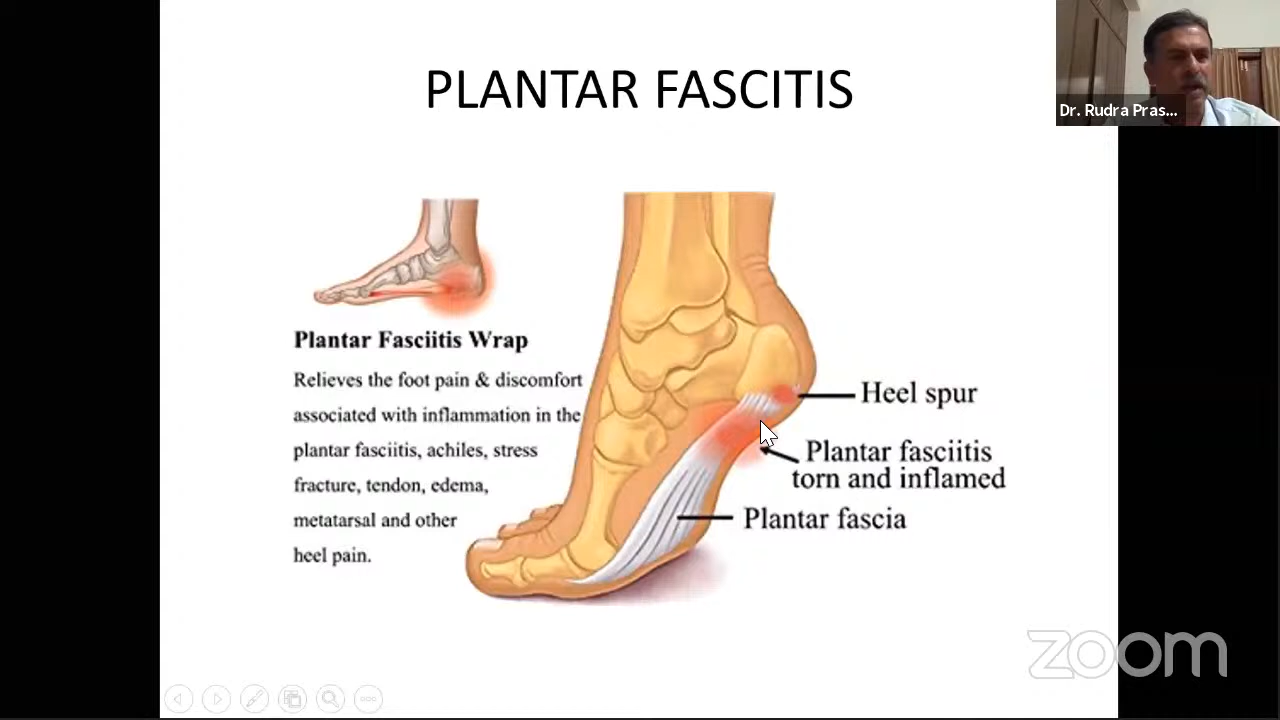 PLANTAR FASCITIS
Dr. Rudra Pras...
Plantar Fasciitis Wrap
Relieves the foot pain & discomfort
associated with inflammation in the
plantar fasciitis, achiles, stress
fracture, tendon, edema,
metatarsal and other
heel pain.
Heel spur
Plantar fasciitis
torn and inflamed
Plantar fascia
zoom